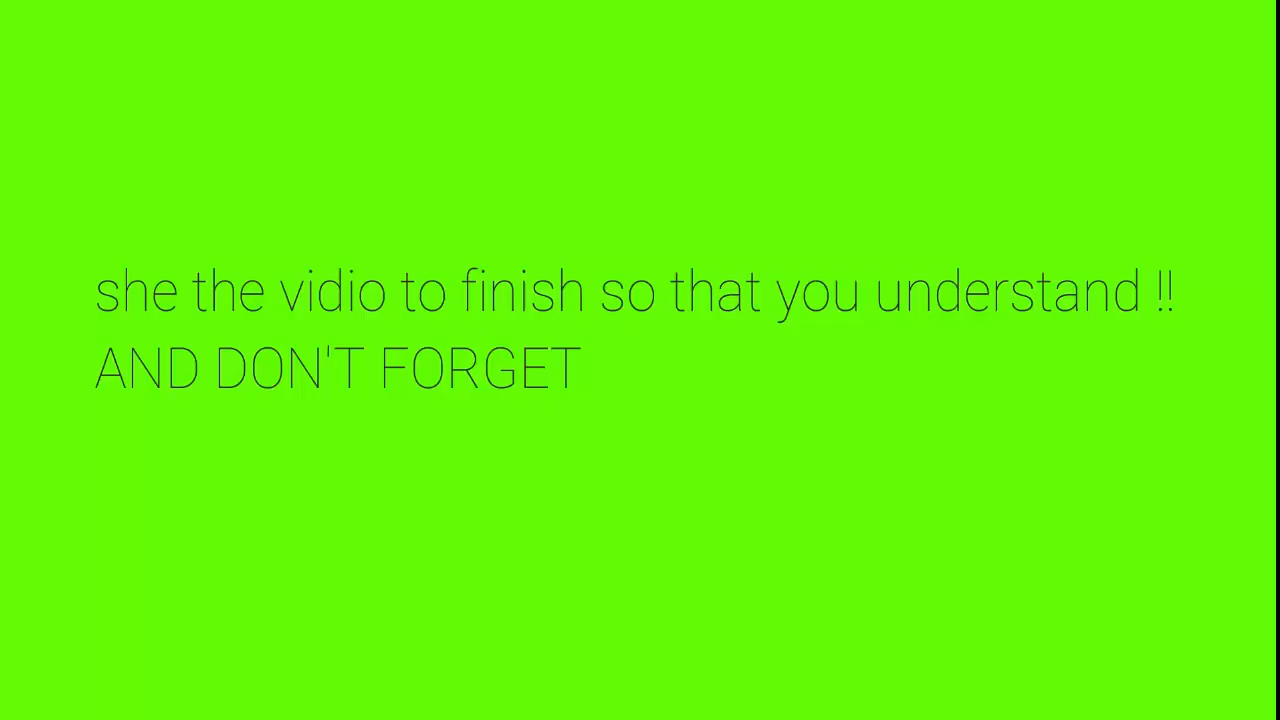 she the vidio to finish so that you understand !!
AND DON'T FORGET